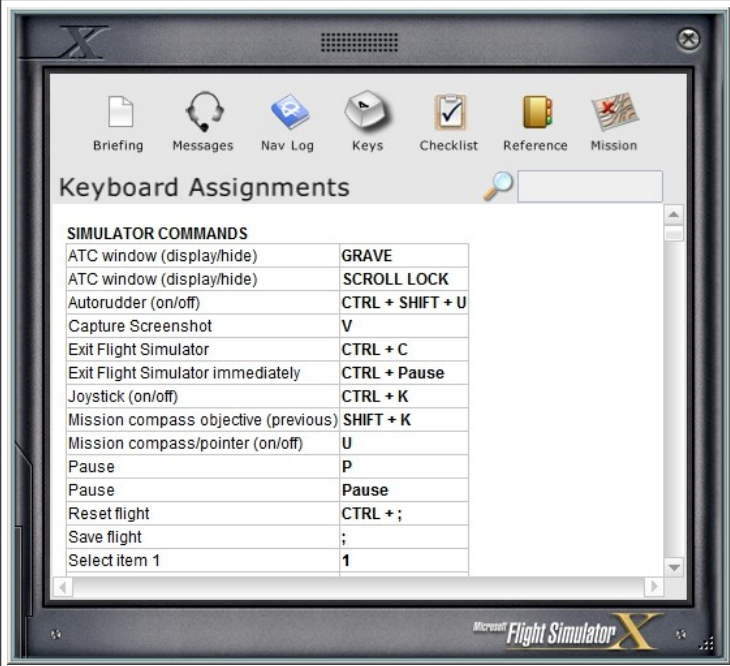 X
Briefing Messages Nav Log Keys Checklist Reference Mission
Keyboard Assignments
SIMULATOR COMMANDS
ATC window (display/hide) GRAVE
ATC window (display/hide) SCROLL LOCK
Autorudder (on/off) CTRL + SHIFT + U
Capture Screenshot V
Exit Flight Simulator CTRL + C
Exit Flight Simulator immediately CTRL + Pause
Joystick (on/off) CTRL + K
Mission compass objective (previous) SHIFT + K
Mission compass/pointer (on/off) U
Pause P
Pause Pause
Reset flight CTRL + ;
Save flight ;
Select item 1 1
Microsoft Flight Simulator X